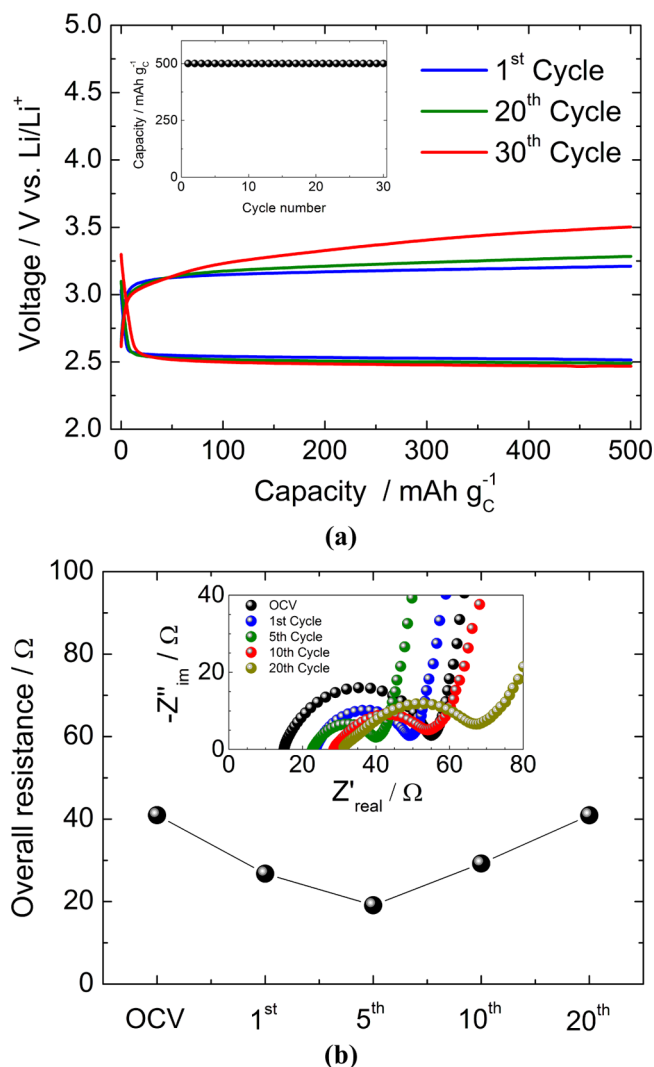 5.0
4.5
4.0
3.5
3.0
2.5
2.0
Voltage / V vs. Li/Li⁺
0
100
200
300
400
500
Capacity / mAh g_C^-1
1st Cycle
20th Cycle
30th Cycle
500
250
0
Capacity / mAh g_C^-1
0
10
20
30
Cycle number
(a)
100
80
60
40
20
0
Overall resistance / Ω
OCV
1st
5th
10th
20th
OCV
1st Cycle
5th Cycle
10th Cycle
20th Cycle
40
20
0
-Z''im / Ω
0
20
40
60
80
Z'real / Ω
(b)